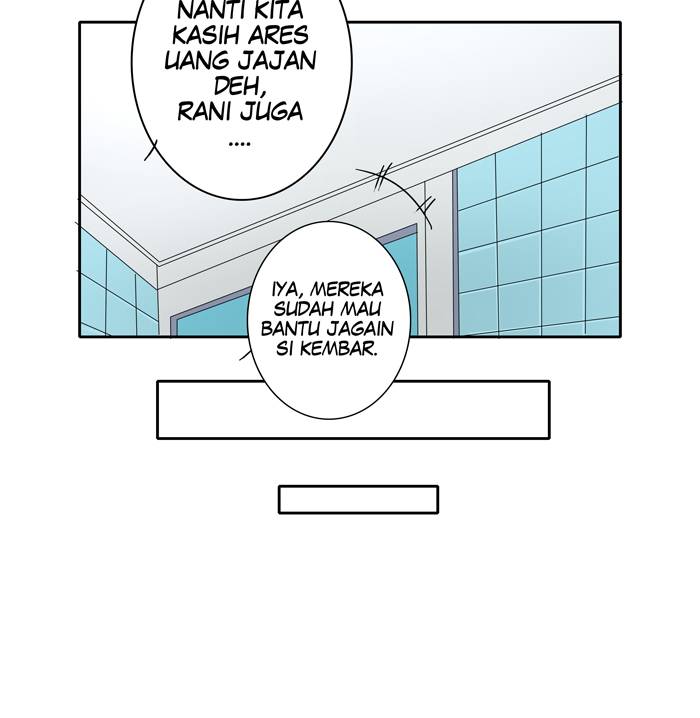 NANTI KITA
KASIH ARES
UANG JAJAN
DEH,
RANI JUGA
....
IYA, MEREKA
SUDAH MAU
BANTU JAGAIN
SI KEMBAR.